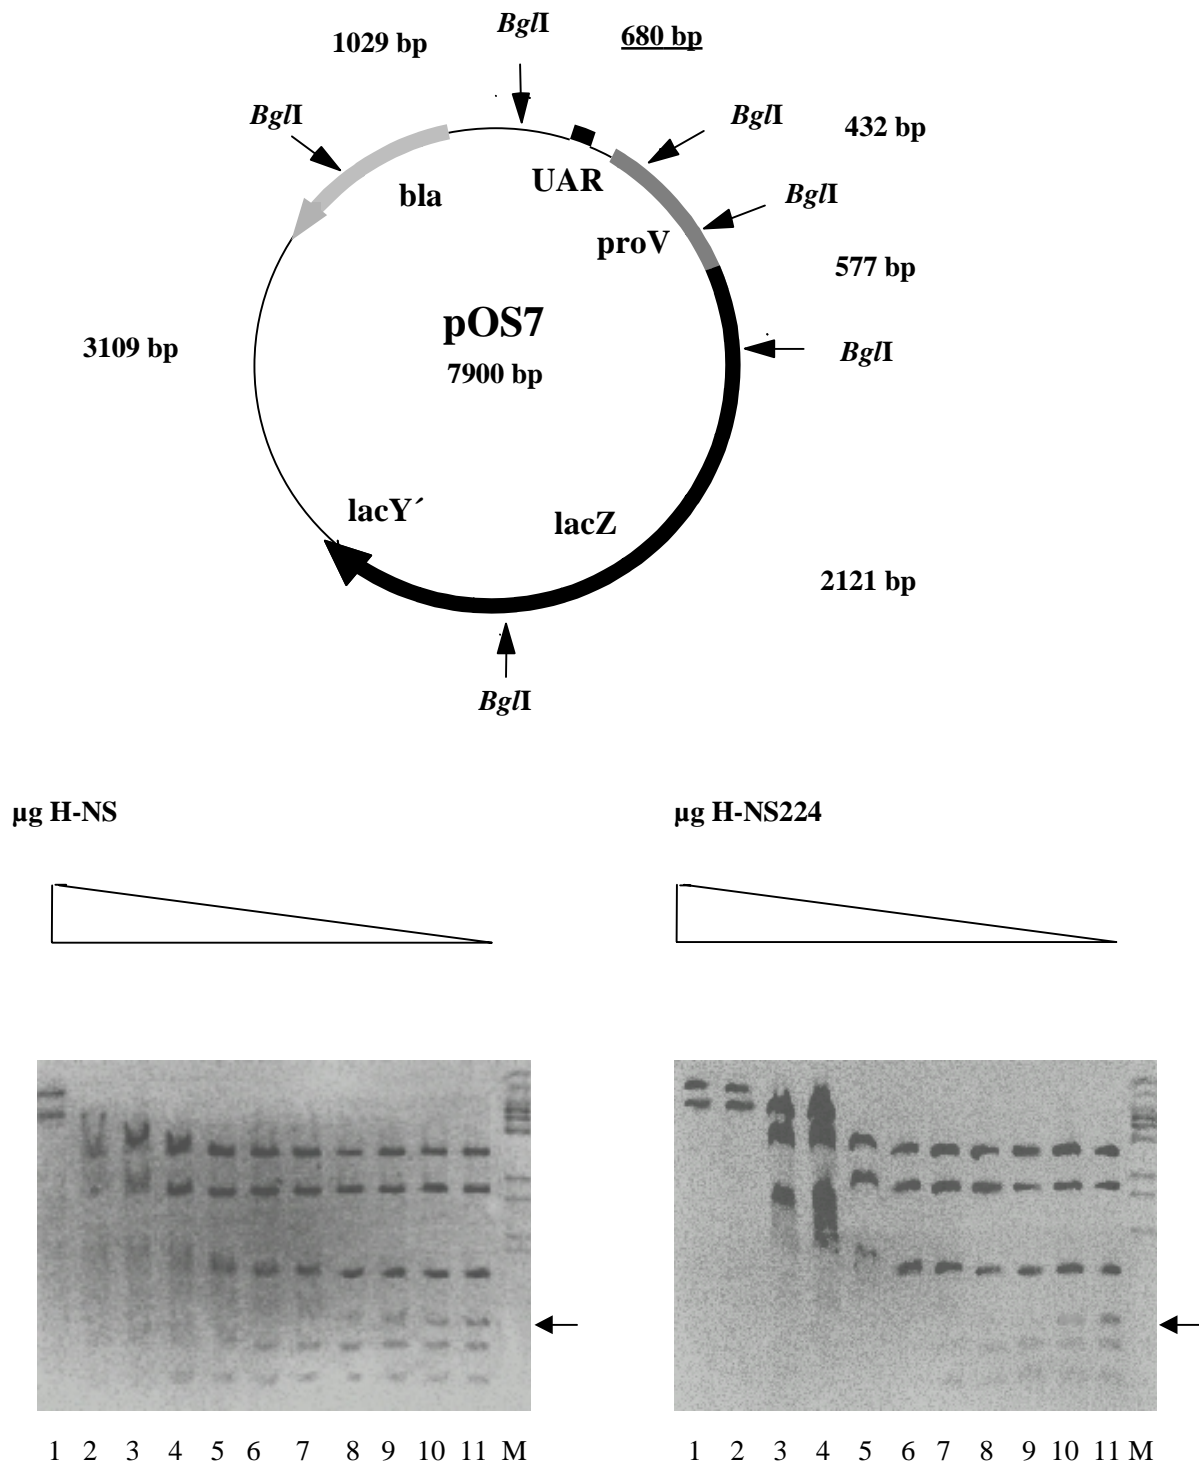 BglI
1029 bp
680 bp
BglI
BglI
432 bp
bla
UAR
BglI
proV
577 bp
pOS7
3109 bp
BglI
7900 bp
lacY´
lacZ
2121 bp
BglI
µg H-NS
µg H-NS224
1 2 3 4 5 6 7 8 9 10 11 M
1 2 3 4 5 6 7 8 9 10 11 M